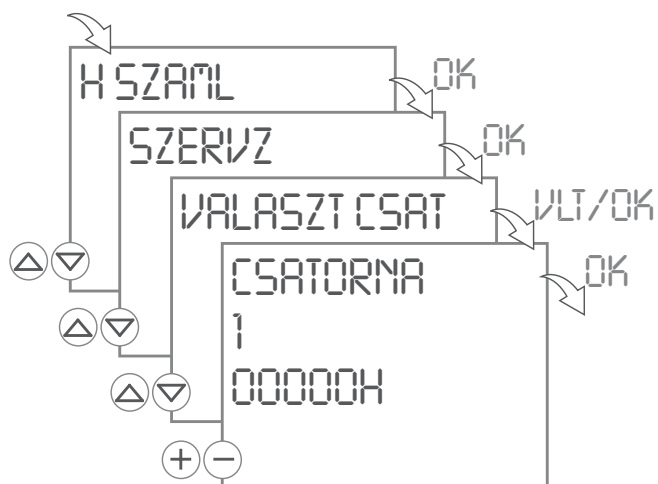 H SZAML
OK
SZERVZ
OK
VALASZT CSAT
VLT/OK
CSATORNA
OK
1
00000H